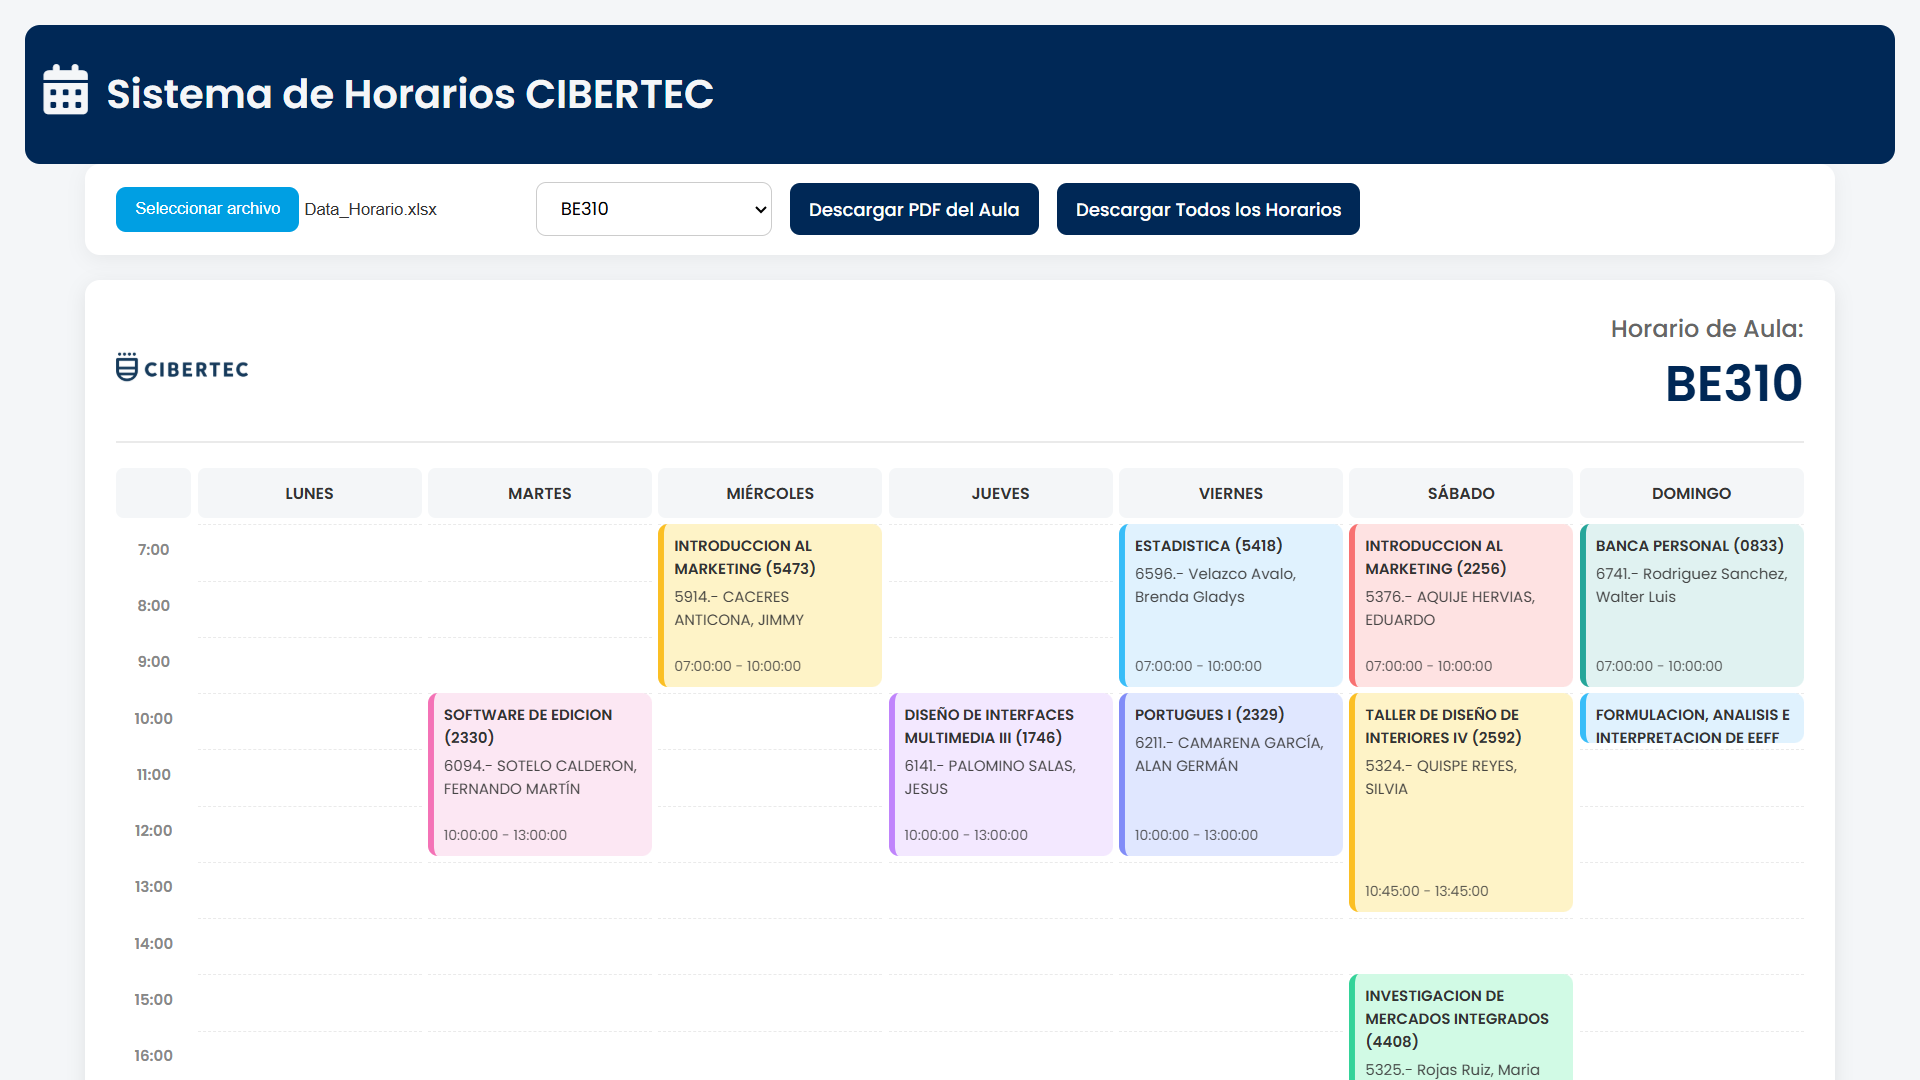 Sistema de Horarios CIBERTEC
Seleccionar archivo Data_Horario.xlsx BE310 Descargar PDF del Aula Descargar Todos los Horarios
CIBERTEC
Horario de Aula:
BE310
LUNES MARTES MIÉRCOLES JUEVES VIERNES SÁBADO DOMINGO
7:00
8:00
9:00
10:00
11:00
12:00
13:00
14:00
15:00
16:00
SOFTWARE DE EDICION
(2330)
6094.- SOTELO CALDERON,
FERNANDO MARTÍN
10:00:00 - 13:00:00
INTRODUCCION AL
MARKETING (5473)
5914.- CACERES
ANTICONA, JIMMY
07:00:00 - 10:00:00
DISEÑO DE INTERFACES
MULTIMEDIA III (1746)
6141.- PALOMINO SALAS,
JESUS
10:00:00 - 13:00:00
ESTADISTICA (5418)
6596.- Velazco Avalo,
Brenda Gladys
07:00:00 - 10:00:00
PORTUGUES I (2329)
6211.- CAMARENA GARCÍA,
ALAN GERMÁN
10:00:00 - 13:00:00
INTRODUCCION AL
MARKETING (2256)
5376.- AQUIJE HERVIAS,
EDUARDO
07:00:00 - 10:00:00
TALLER DE DISEÑO DE
INTERIORES IV (2592)
5324.- QUISPE REYES,
SILVIA
10:45:00 - 13:45:00
INVESTIGACION DE
MERCADOS INTEGRADOS
(4408)
5325.- Rojas Ruiz, Maria
BANCA PERSONAL (0833)
6741.- Rodriguez Sanchez,
Walter Luis
07:00:00 - 10:00:00
FORMULACION, ANALISIS E
INTERPRETACION DE EEFF